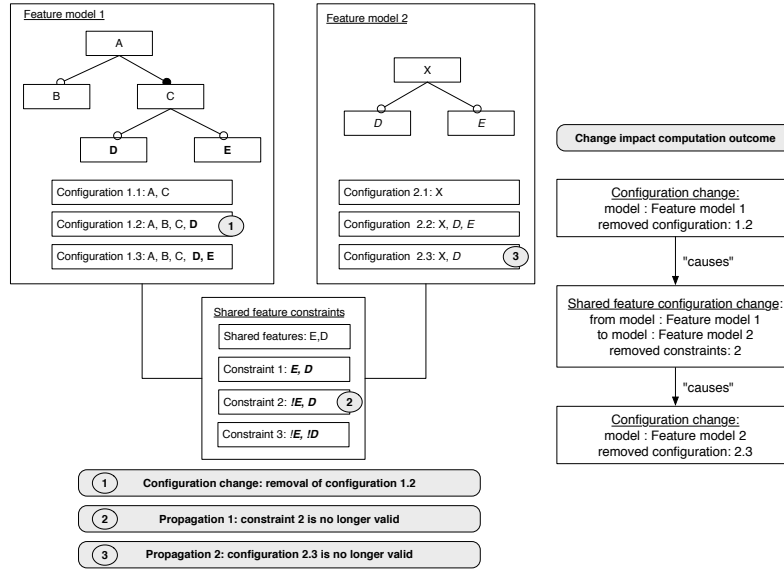 Feature model 1
A
B
C
D
E
Configuration 1.1: A, C
Configuration 1.2: A, B, C, D
1
Configuration 1.3: A, B, C, D, E
Feature model 2
X
D
E
Configuration 2.1: X
Configuration 2.2: X, D, E
Configuration 2.3: X, D
3
Shared feature constraints
Shared features: E,D
Constraint 1: E, D
Constraint 2: !E, D
2
Constraint 3: !E, !D
1 Configuration change: removal of configuration 1.2
2 Propagation 1: constraint 2 is no longer valid
3 Propagation 2: configuration 2.3 is no longer valid
Change impact computation outcome
Configuration change:
model : Feature model 1
removed configuration: 1.2
"causes"
Shared feature configuration change:
from model : Feature model 1
to model : Feature model 2
removed constraints: 2
"causes"
Configuration change:
model : Feature model 2
removed configuration: 2.3